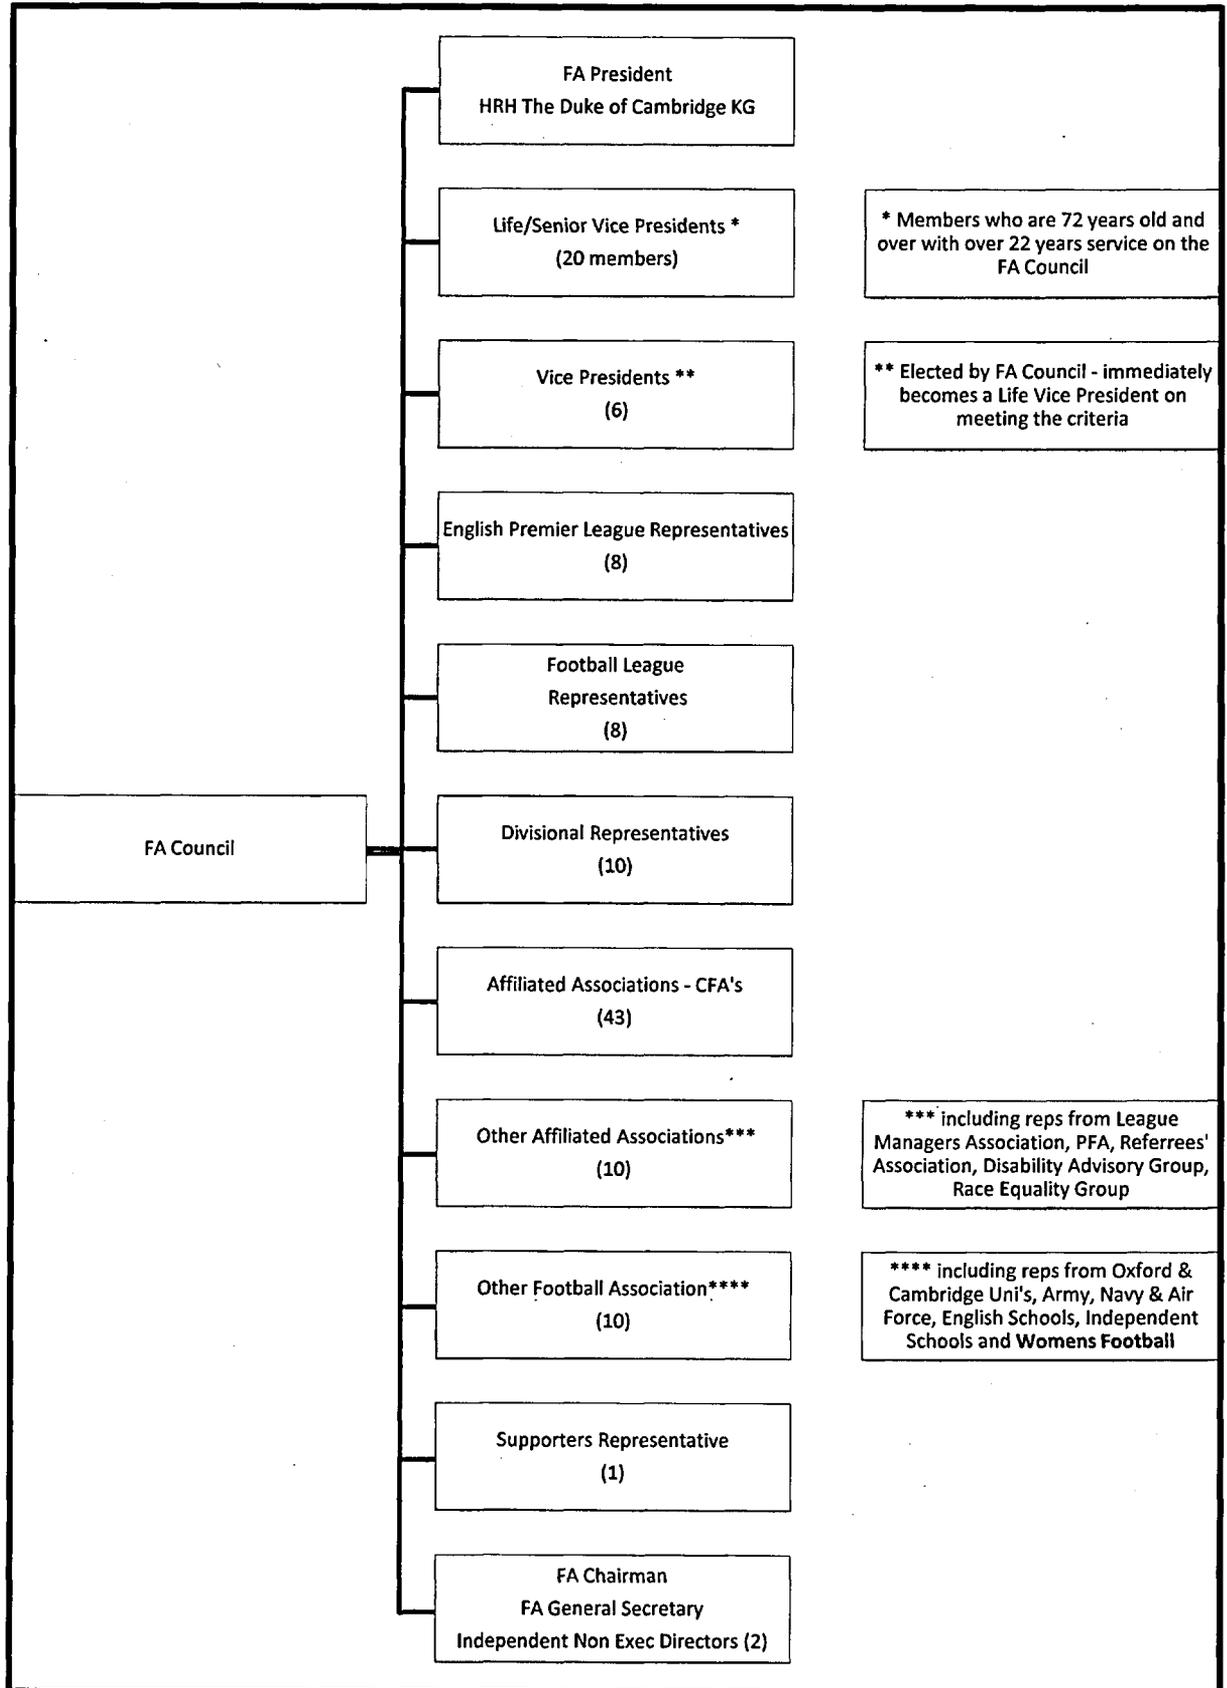 FA President
HRH The Duke of Cambridge KG
Life/Senior Vice Presidents *
(20 members)
* Members who are 72 years old and
over with over 22 years service on the
FA Council
Vice Presidents **
(6)
** Elected by FA Council - immediately
becomes a Life Vice President on
meeting the criteria
English Premier League Representatives
(8)
Football League
Representatives
(8)
FA Council
Divisional Representatives
(10)
Affiliated Associations - CFA's
(43)
Other Affiliated Associations***
(10)
*** including reps from League
Managers Association, PFA, Referrees'
Association, Disability Advisory Group,
Race Equality Group
Other Football Association****
(10)
**** including reps from Oxford &
Cambridge Uni's, Army, Navy & Air
Force, English Schools, Independent
Schools and Womens Football
Supporters Representative
(1)
FA Chairman
FA General Secretary
Independent Non Exec Directors (2)